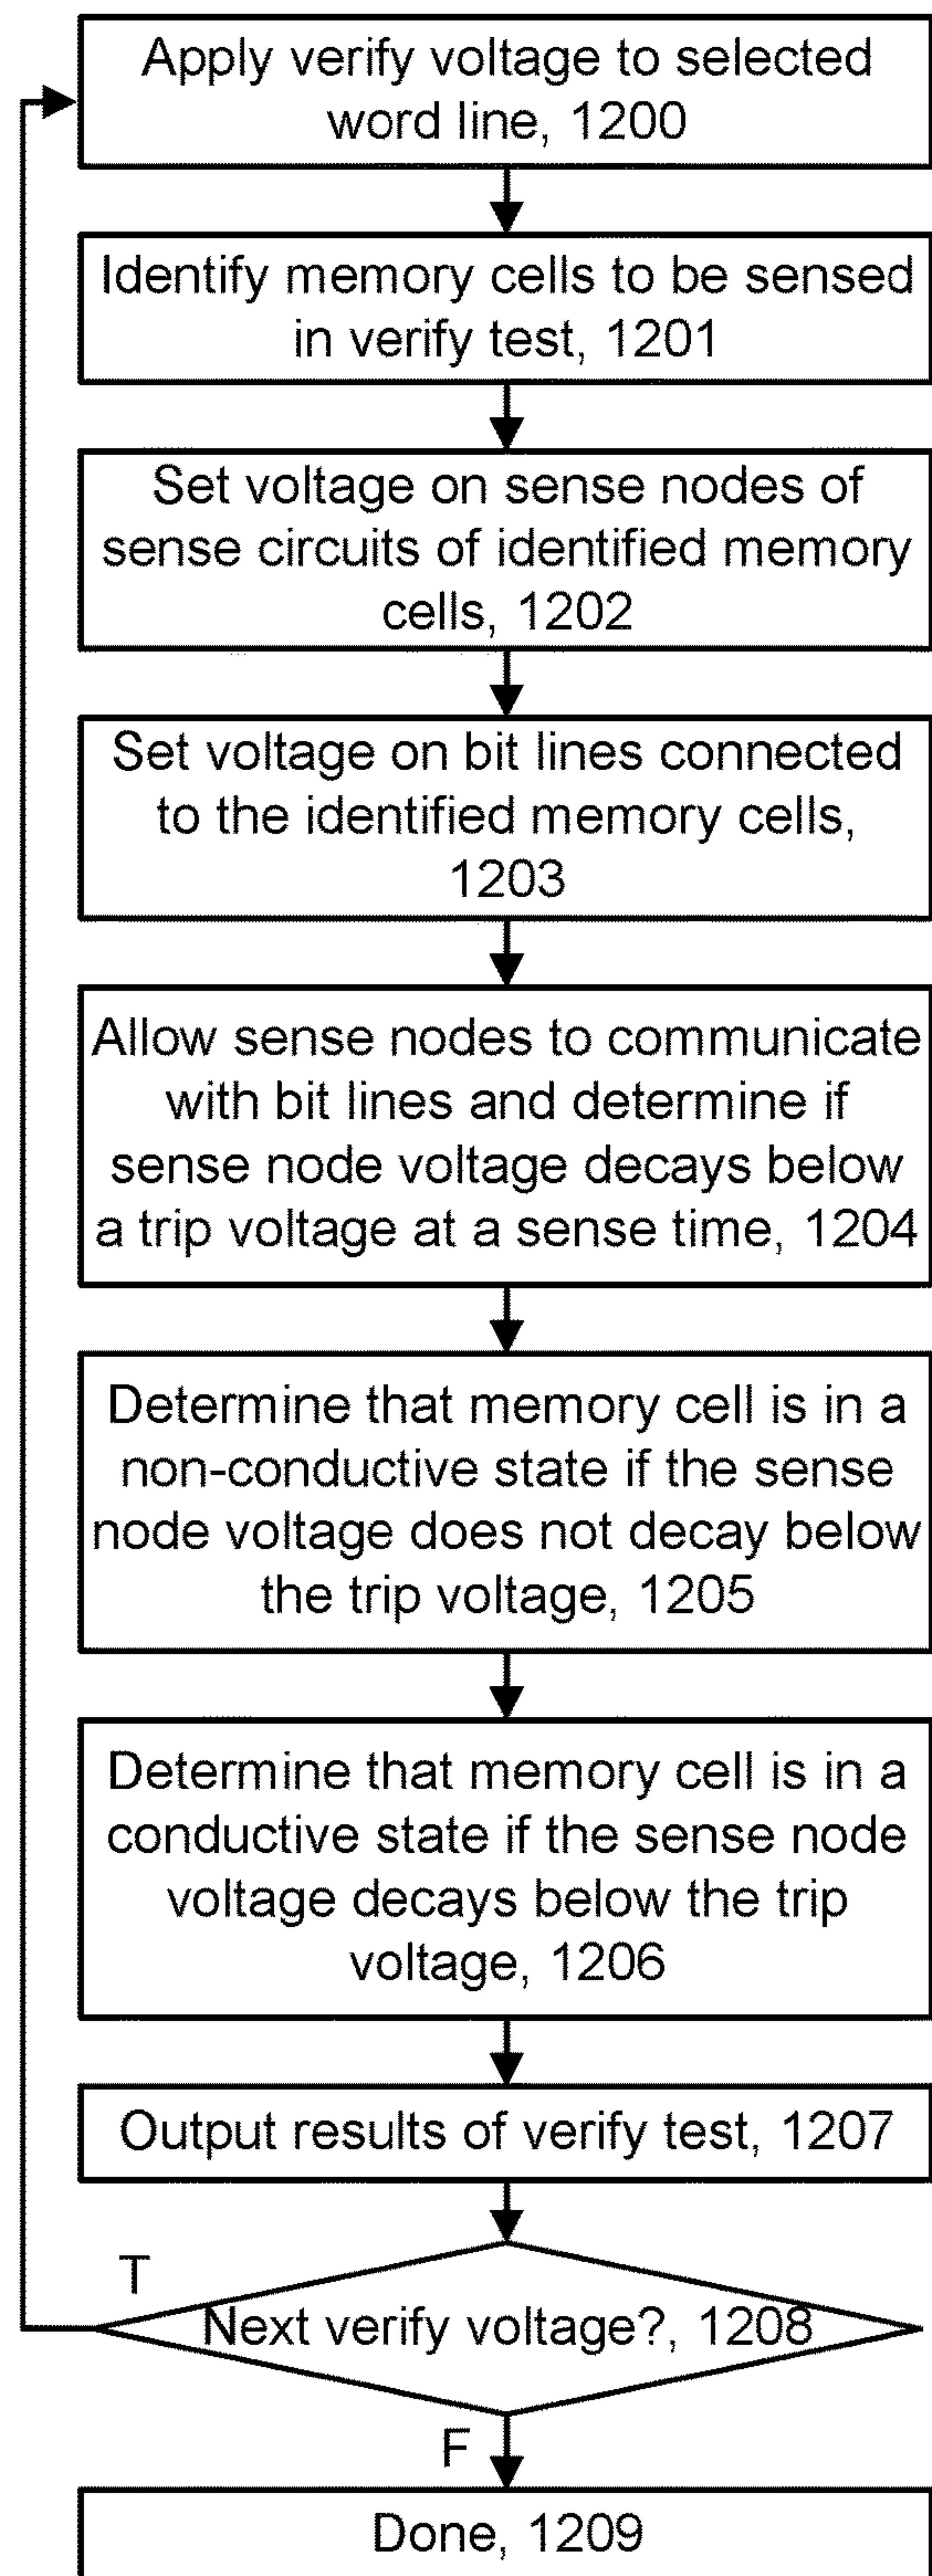 Apply verify voltage to selected
word line, 1200
Identify memory cells to be sensed
in verify test, 1201
Set voltage on sense nodes of
sense circuits of identified memory
cells, 1202
Set voltage on bit lines connected
to the identified memory cells,
1203
Allow sense nodes to communicate
with bit lines and determine if
sense node voltage decays below
a trip voltage at a sense time, 1204
Determine that memory cell is in a
non-conductive state if the sense
node voltage does not decay below
the trip voltage, 1205
Determine that memory cell is in a
conductive state if the sense node
voltage decays below the trip
voltage, 1206
Output results of verify test, 1207
T
Next verify voltage?, 1208
F
Done, 1209